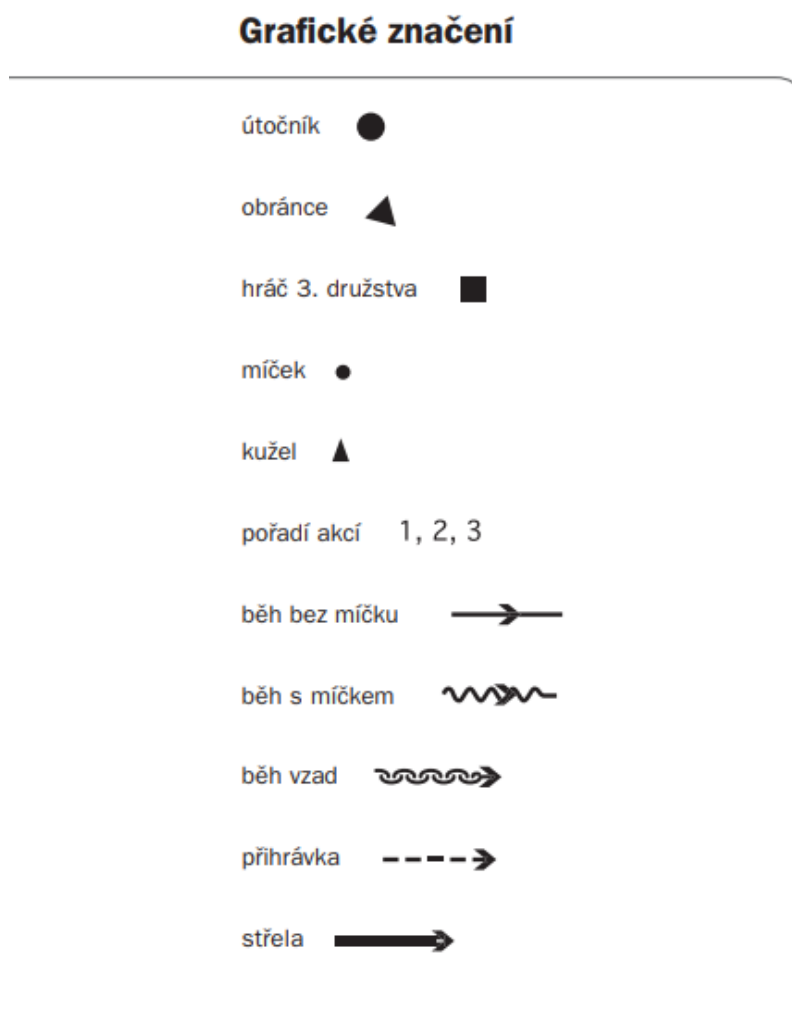 Grafické značení
útočník
obránce
hráč 3. družstva
míček
kužel
pořadí akcí 1, 2, 3
běh bez míčku
běh s míčkem
běh vzad
přihrávka
střela